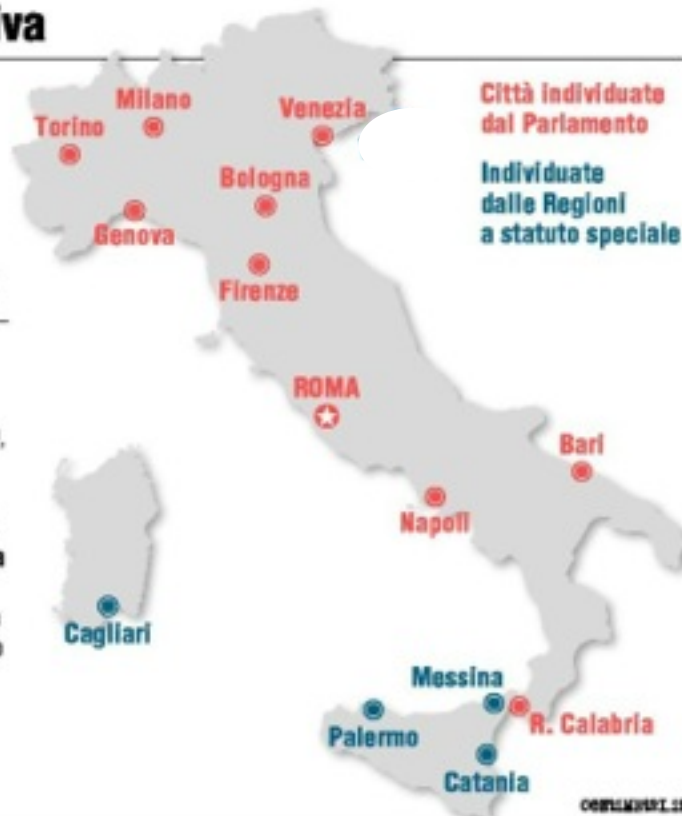 Città individuate
dal Parlamento
Individuate
dalle Regioni
a statuto speciale
Milano
Torino
Venezia
Bologna
Genova
Firenze
ROMA
Bari
Napoli
Cagliari
Messina
R. Calabria
Palermo
Catania